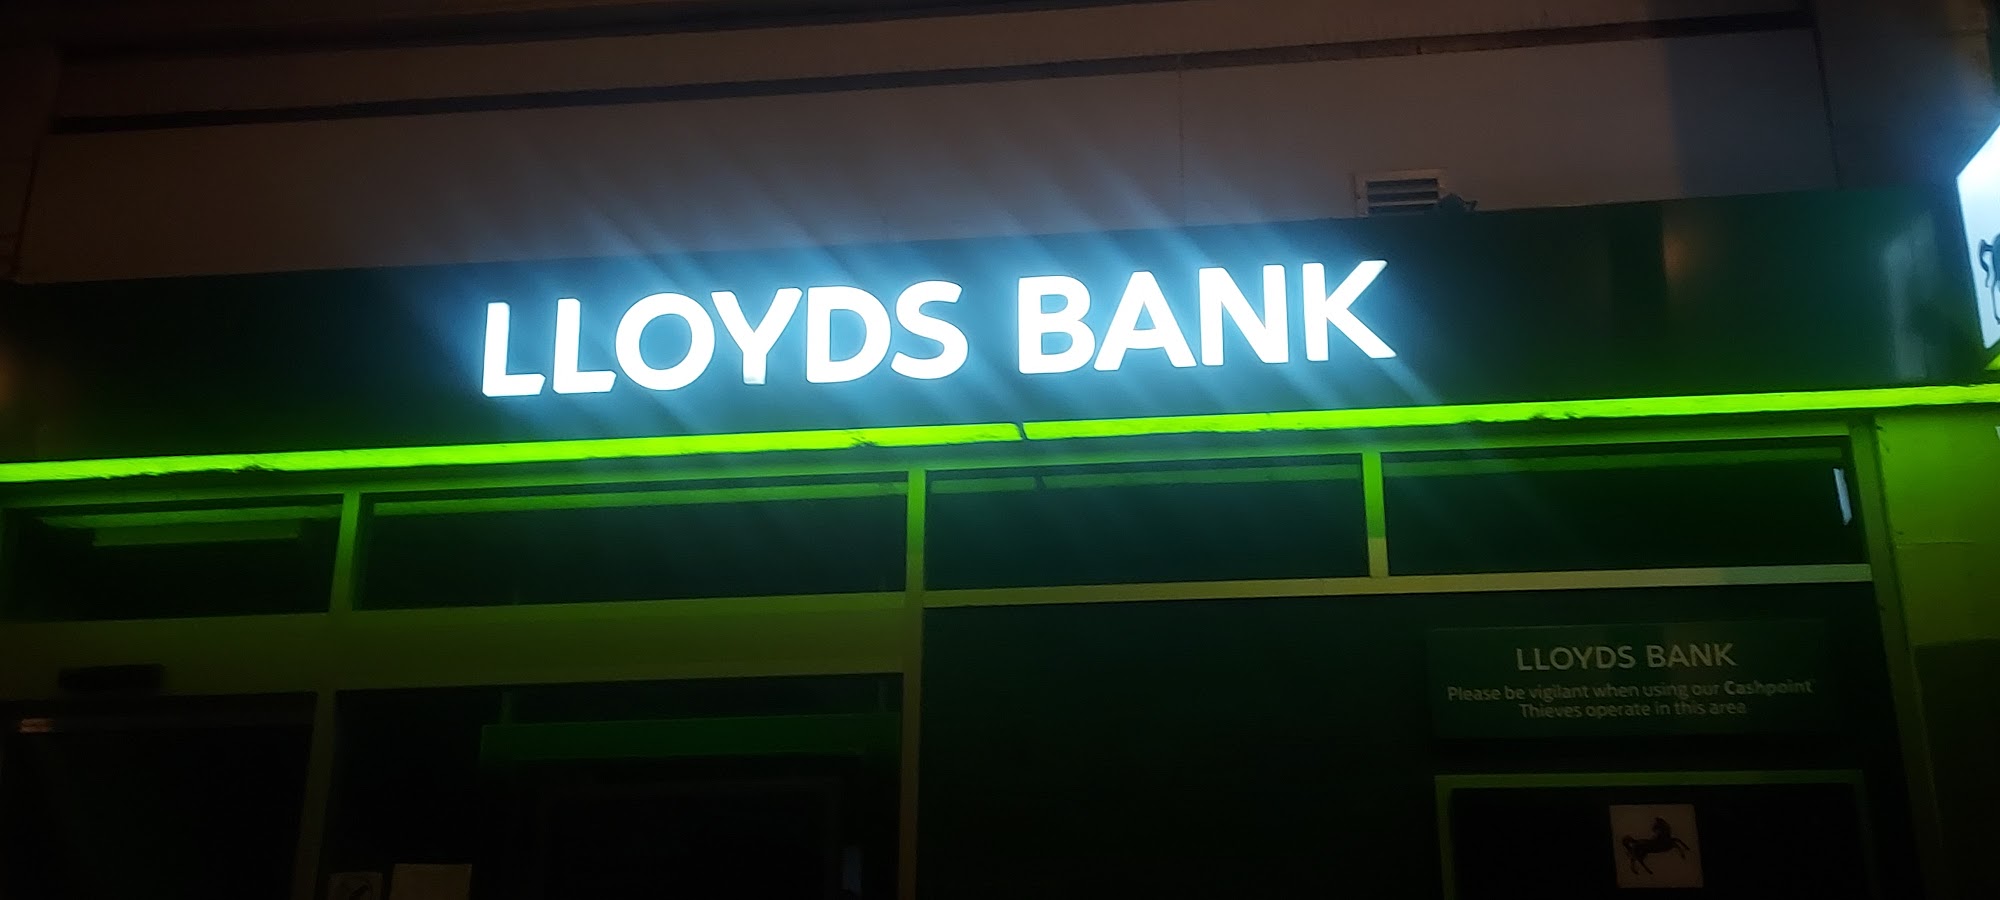 LLOYDS BANK
LLOYDS BANK
Please be vigilant when using our Cashpoint
Thieves operate in this area